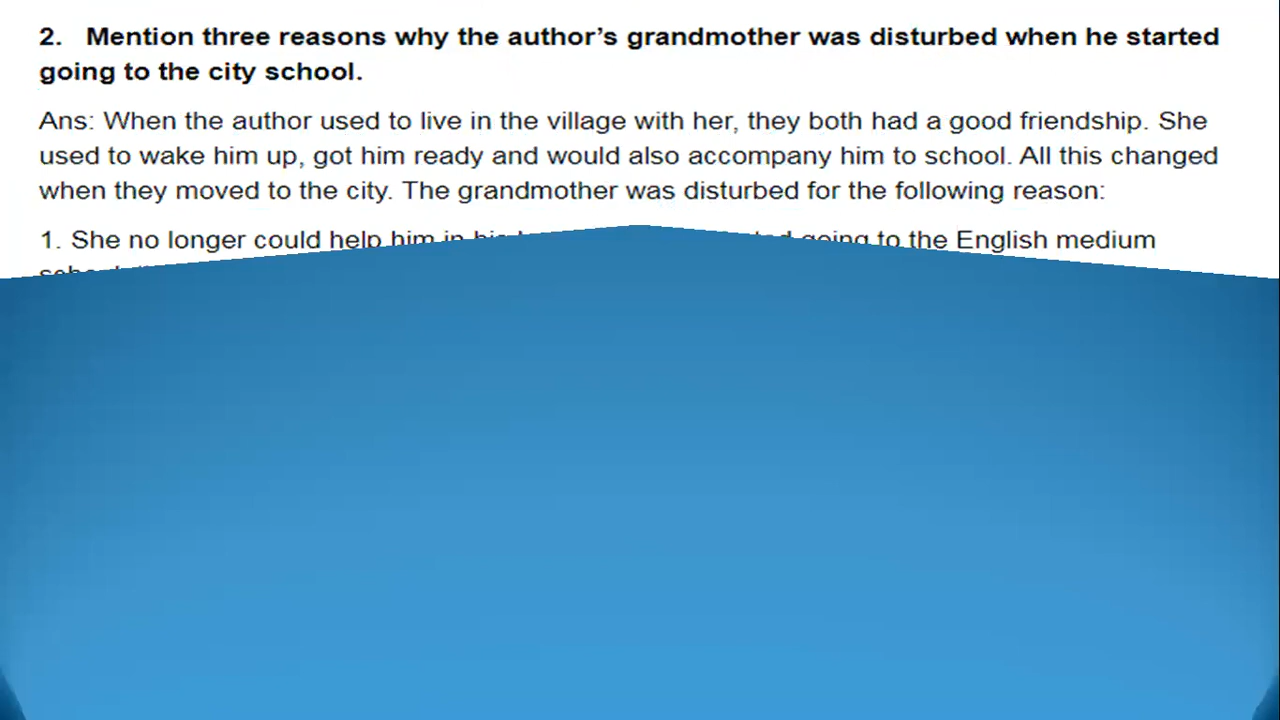 2. Mention three reasons why the author's grandmother was disturbed when he started
going to the city school.
Ans: When the author used to live in the village with her, they both had a good friendship. She
used to wake him up, got him ready and would also accompany him to school. All this changed
when they moved to the city. The grandmother was disturbed for the following reason:
1. She no longer could help him in going to the English medium